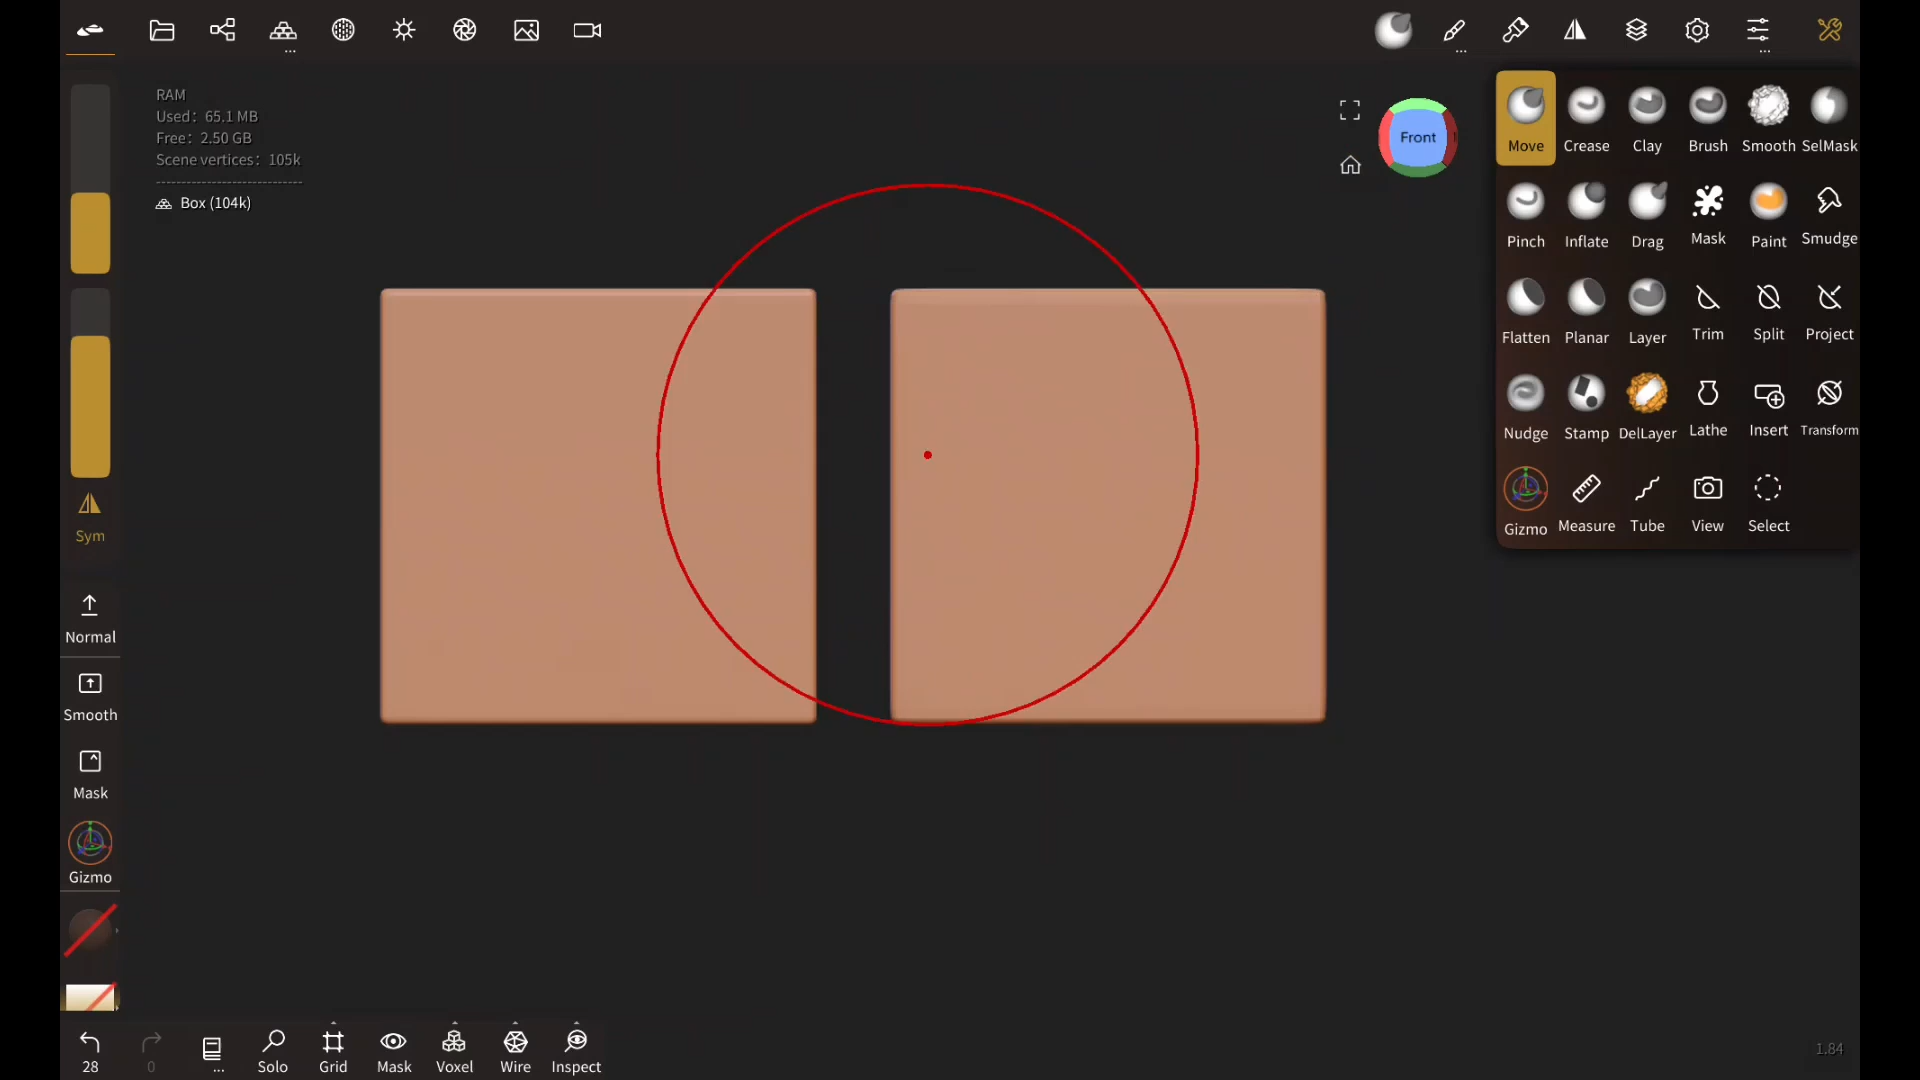 RAM
Used: 65.1 MB
Free: 2.50 GB
Scene vertices: 105k
------------------------------
Box (104k)
Front
Move Crease Clay Brush Smooth SelMask
Pinch Inflate Drag Mask Paint Smudge
Flatten Planar Layer Trim Split Project
Nudge Stamp DelLayer Lathe Insert Transform
Gizmo Measure Tube View Select
Sym
Normal
Smooth
Mask
Gizmo
28 0 ... Solo Grid Mask Voxel Wire Inspect
1.84